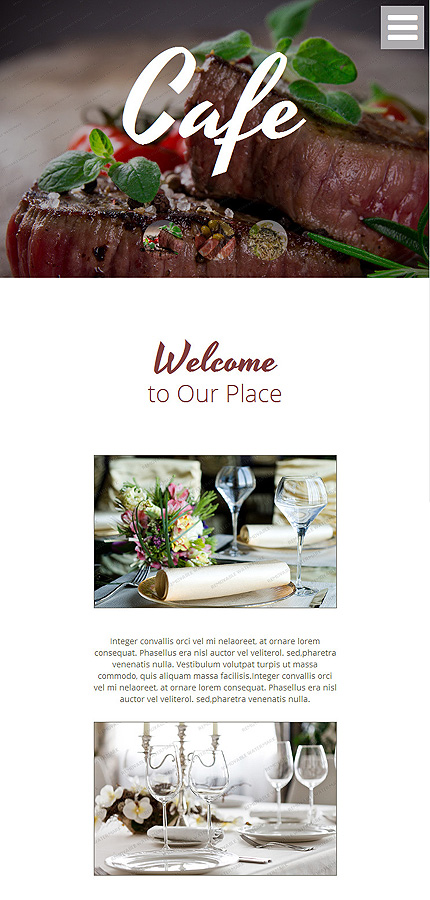 Cafe
Welcome
to Our Place
Integer convallis orci vel mi nelaoreet, at ornare lorem
consequat. Phasellus era nisl auctor vel veliterol. sed,pharetra
venenatis nulla. Vestibulum volutpat turpis ut massa
commodo, quis aliquam massa facilisis.Integer convallis orci
vel mi nelaoreet, at ornare lorem consequat. Phasellus era nisl
auctor vel veliterol. sed,pharetra venenatis nulla.